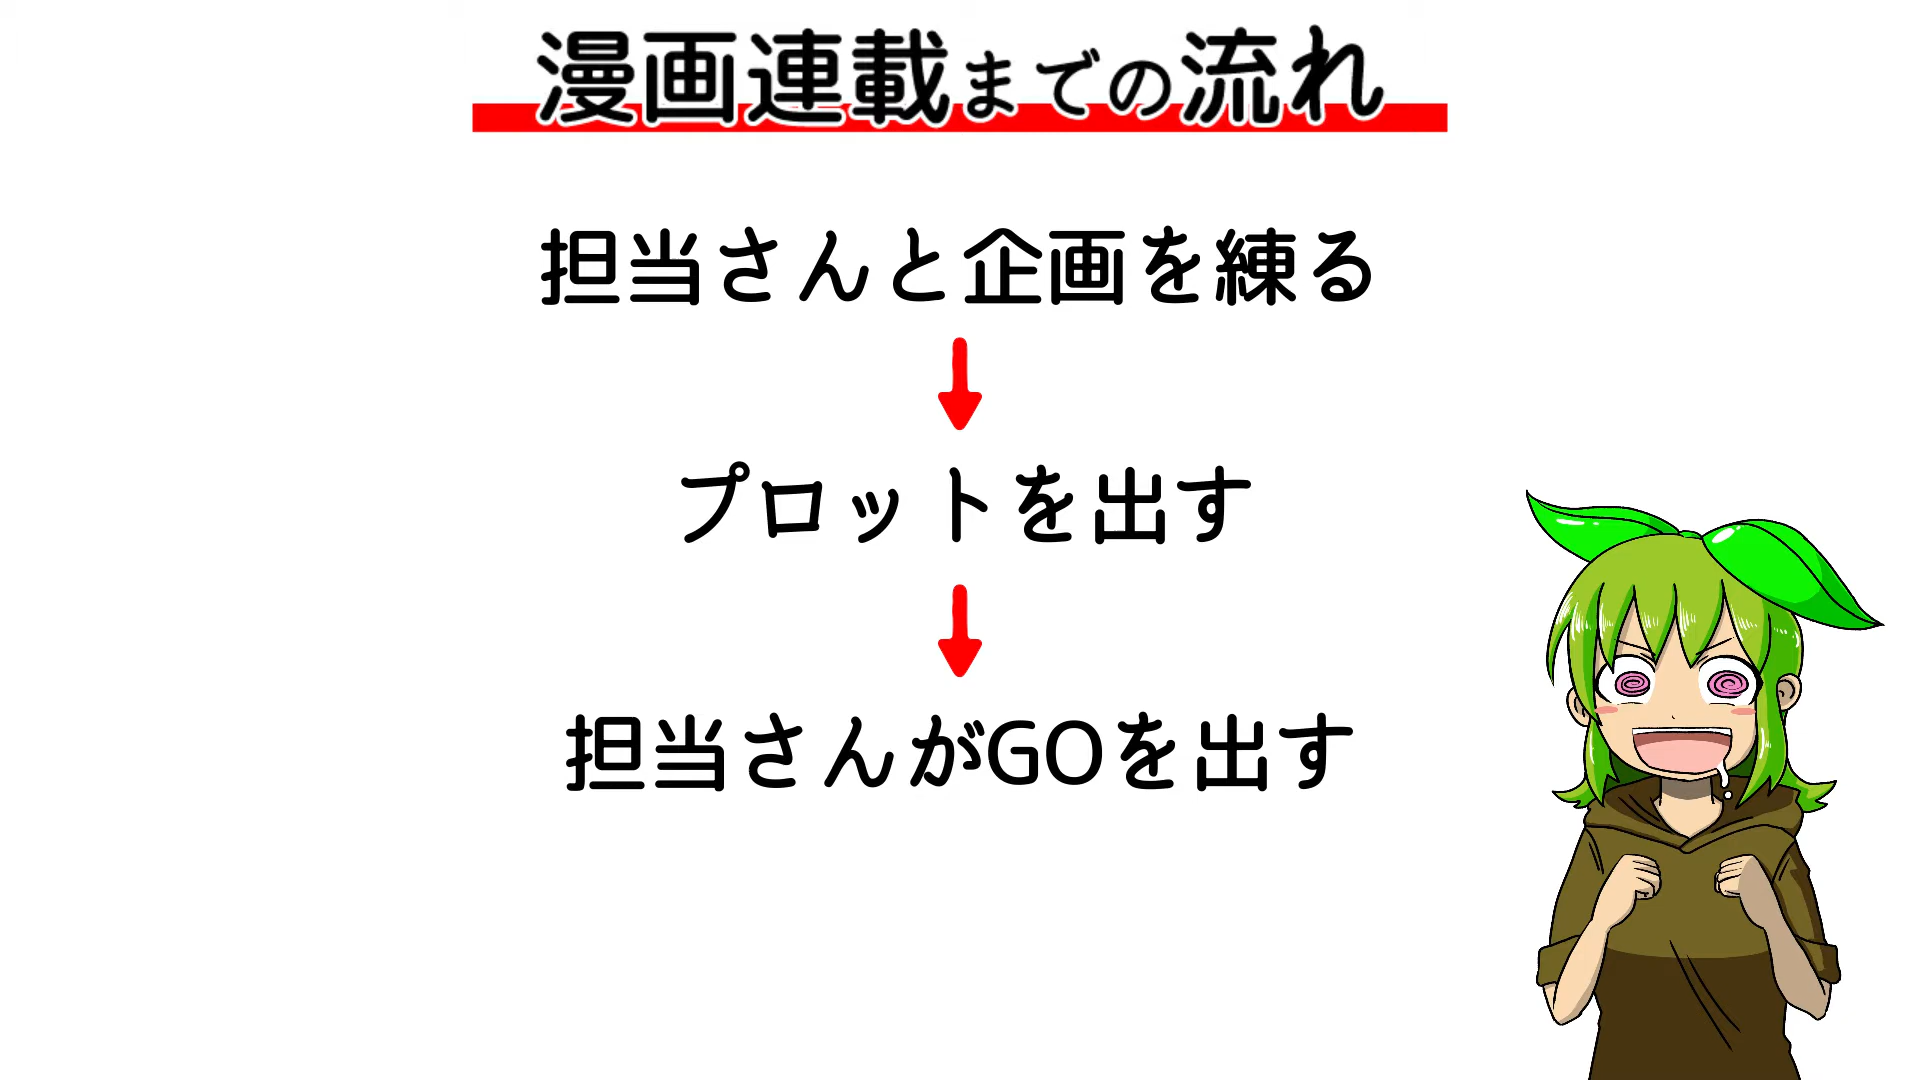 漫画連載までの流れ
担当さんと企画を練る
プロットを出す
担当さんがGOを出す